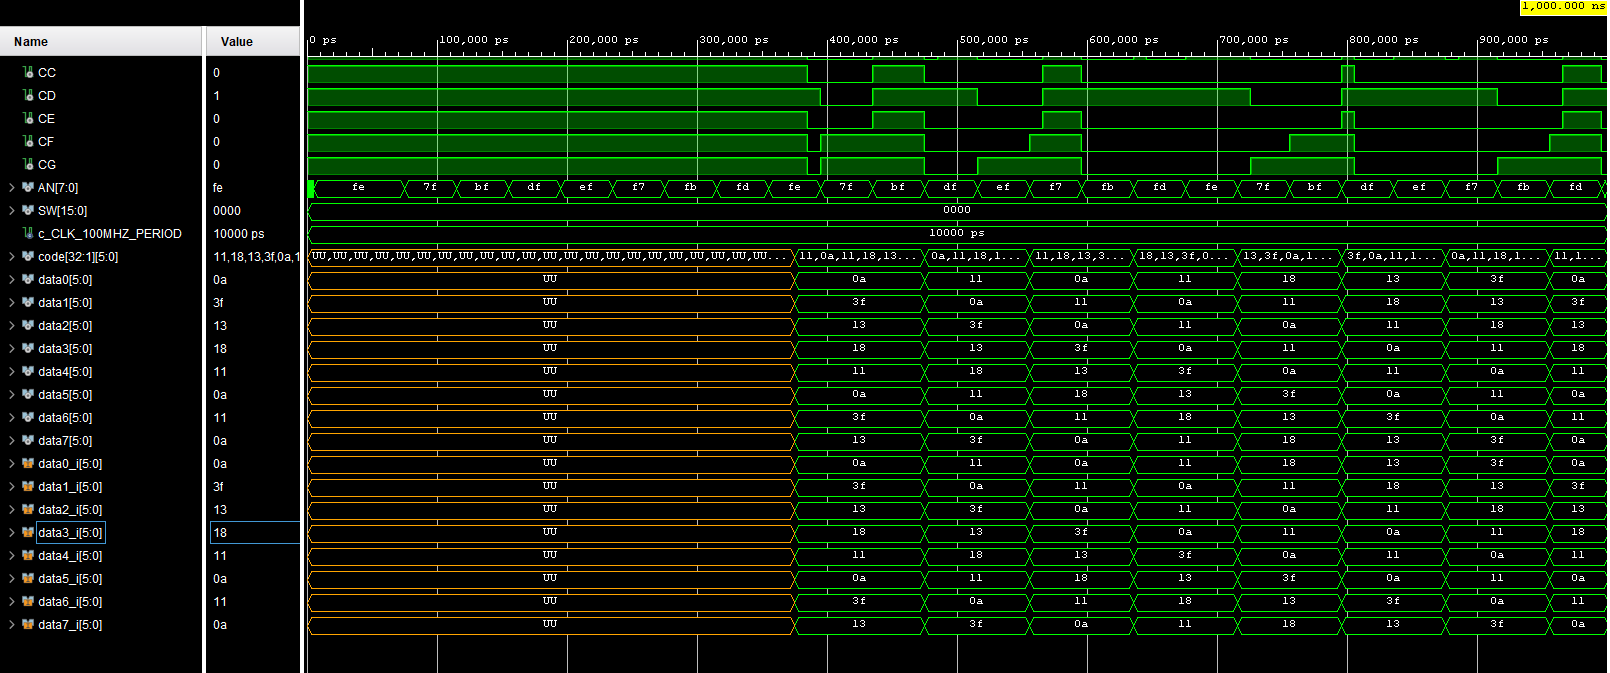 1,000.000 ns
Name Value
0 ps 100,000 ps 200,000 ps 300,000 ps 400,000 ps 500,000 ps 600,000 ps 700,000 ps 800,000 ps 900,000 ps
CC 0
CD 1
CE 0
CF 0
CG 0
AN[7:0] fe fe 7f bf df ef f7 fb fd fe 7f bf df ef f7 fb fd fe 7f bf df ef f7 fb fd
SW[15:0] 0000 0000
c_CLK_100MHZ_PERIOD 10000 ps 10000 ps
code[32:1][5:0] 11,18,13,3f,0a,1 UU,UU,UU,UU,UU,UU,UU,UU,UU,UU,UU,UU,UU,UU,UU,UU,UU,UU,UU,UU,UU,UU... 11,0a,11,18,13... 0a,11,18,1... 11,18,13,3... 18,13,3f,0... 13,3f,0a,1... 3f,0a,11,1... 0a,11,18,1... 11,1...
data0[5:0] 0a UU 0a 11 0a 11 18 13 3f 0a
data1[5:0] 3f UU 3f 0a 11 0a 11 18 13 3f
data2[5:0] 13 UU 13 3f 0a 11 0a 11 18 13
data3[5:0] 18 UU 18 13 3f 0a 11 0a 11 18
data4[5:0] 11 UU 11 18 13 3f 0a 11 0a 11
data5[5:0] 0a UU 0a 11 18 13 3f 0a 11 0a
data6[5:0] 11 UU 3f 0a 11 18 13 3f 0a 11
data7[5:0] 0a UU 13 3f 0a 11 18 13 3f 0a
data0_i[5:0] 0a UU 0a 11 0a 11 18 13 3f 0a
data1_i[5:0] 3f UU 3f 0a 11 0a 11 18 13 3f
data2_i[5:0] 13 UU 13 3f 0a 11 0a 11 18 13
data3_i[5:0] 18 UU 18 13 3f 0a 11 0a 11 18
data4_i[5:0] 11 UU 11 18 13 3f 0a 11 0a 11
data5_i[5:0] 0a UU 0a 11 18 13 3f 0a 11 0a
data6_i[5:0] 11 UU 3f 0a 11 18 13 3f 0a 11
data7_i[5:0] 0a UU 13 3f 0a 11 18 13 3f 0a